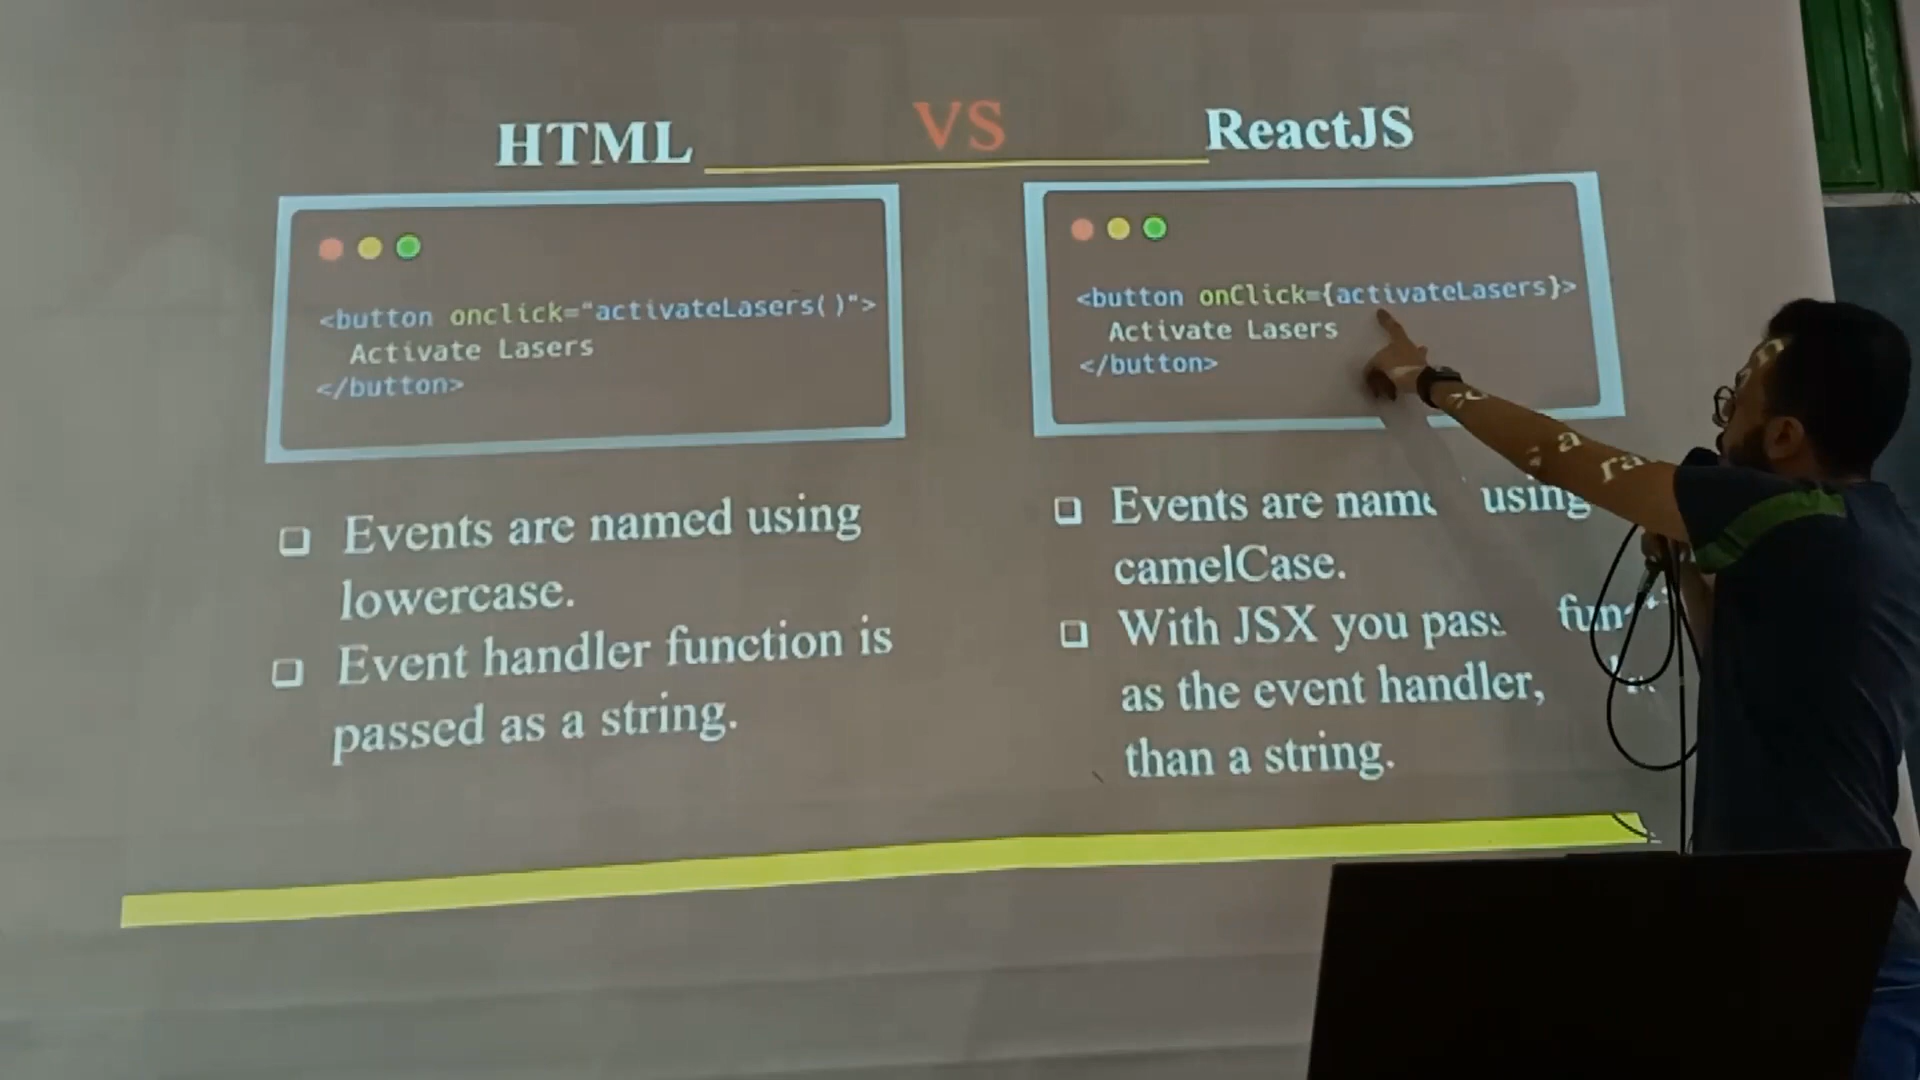 HTML VS ReactJS
<button onclick="activateLasers()">
Activate Lasers
</button>
Events are named using
lowercase.
Event handler function is
passed as a string.
<button onClick={activateLasers}>
Activate Lasers
</button>
Events are using
camelCase.
With JSX you
as the event handler,
than a string.